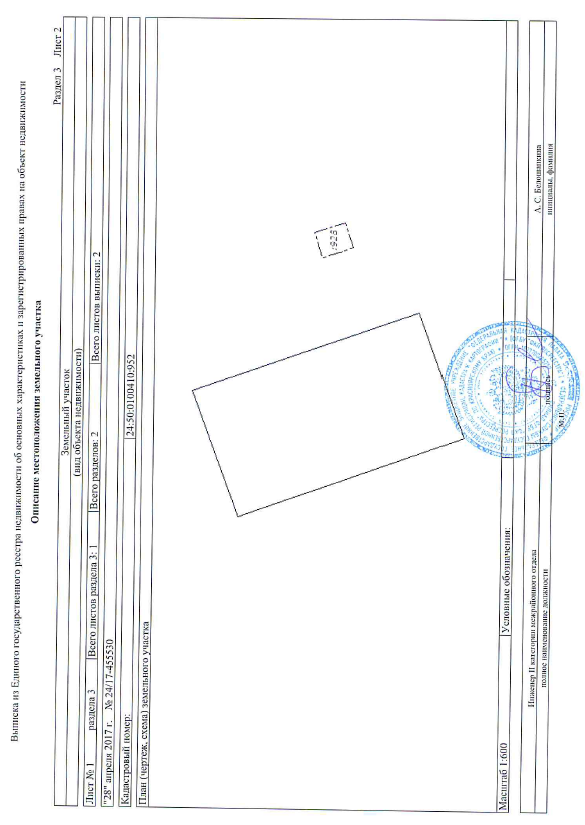 Раздел 3 Лист 2
Выписка из Единого государственного реестра недвижимости об основных характеристиках и зарегистрированных правах на объект недвижимости
Описание местоположения земельного участка
Земельный участок
(вид объекта недвижимости)
Лист № 1 раздела 3 Всего листов раздела 3: 1 Всего разделов: 2 Всего листов выписки: 2
"28" апреля 2017 г. № 24/17-455530
Кадастровый номер: 24:50:0100410:952
План (чертеж, схема) земельного участка
Масштаб 1:600 Условные обозначения:
Инженер II категории межрайонного отдела А. С. Белошапкина
полное наименование должности подпись инициалы, фамилия
М.П.